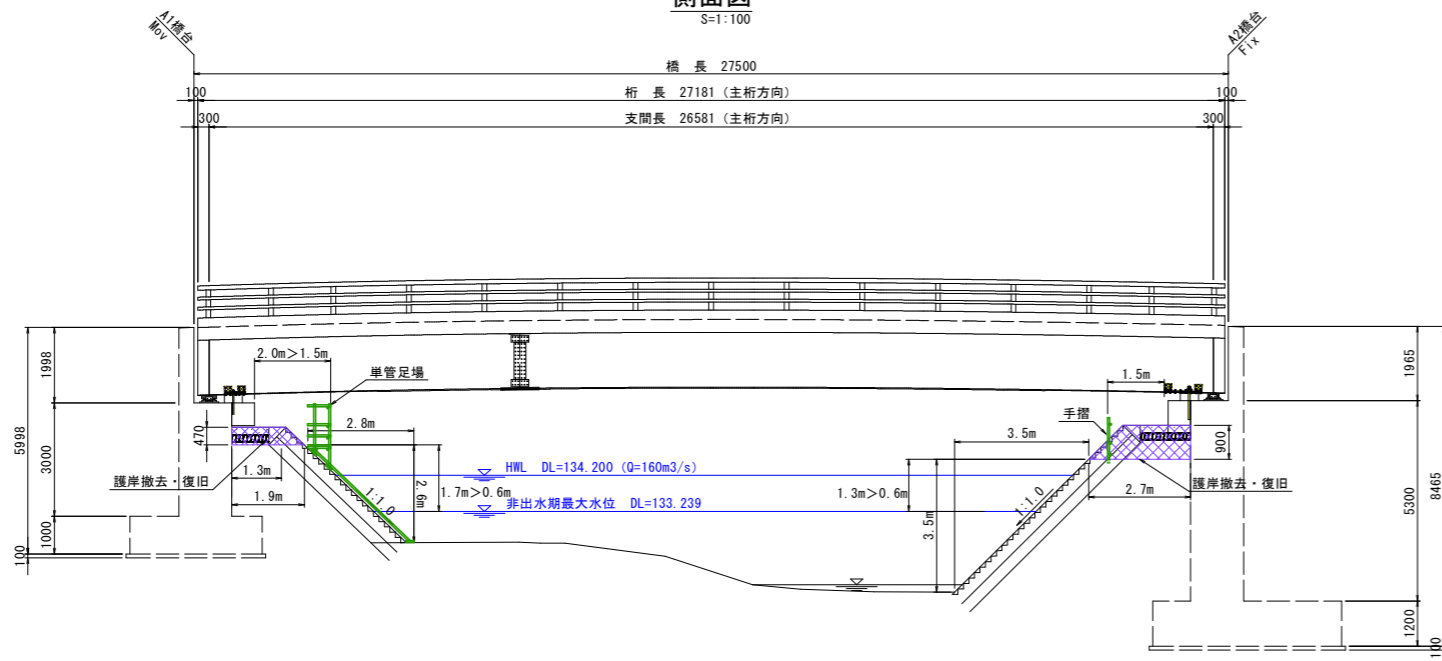 側面図
S=1:100
A1橋台
Mov
A2橋台
Fix
橋 長 27500
100
桁 長 27181 (主桁方向)
100
300
支間長 26581 (主桁方向)
300
2.0m>1.5m
単管足場
1.5m
手摺
1998
3000
5998
1000
100
470
2.8m
護岸撤去・復旧
1.3m
1.9m
1:1.0
2.6m
1.7m>0.6m
HWL DL=134.200 (Q=160m3/s)
非出水期最大水位 DL=133.239
3.5m
1.3m>0.6m
3.5m
1:1.0
900
護岸撤去・復旧
2.7m
1965
5300
8465
1200
100